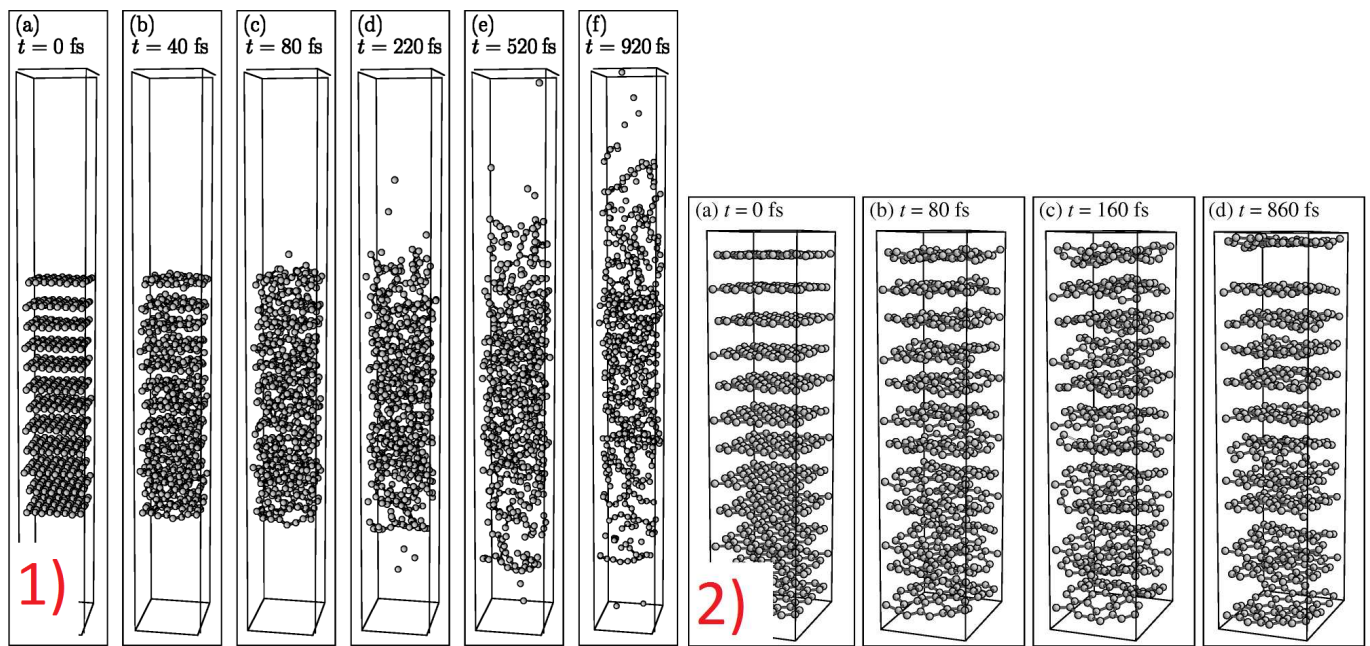 (a)
t = 0 fs
(b)
t = 40 fs
(c)
t = 80 fs
(d)
t = 220 fs
(e)
t = 520 fs
(f)
t = 920 fs
1)
(a) t = 0 fs
(b) t = 80 fs
(c) t = 160 fs
(d) t = 860 fs
2)